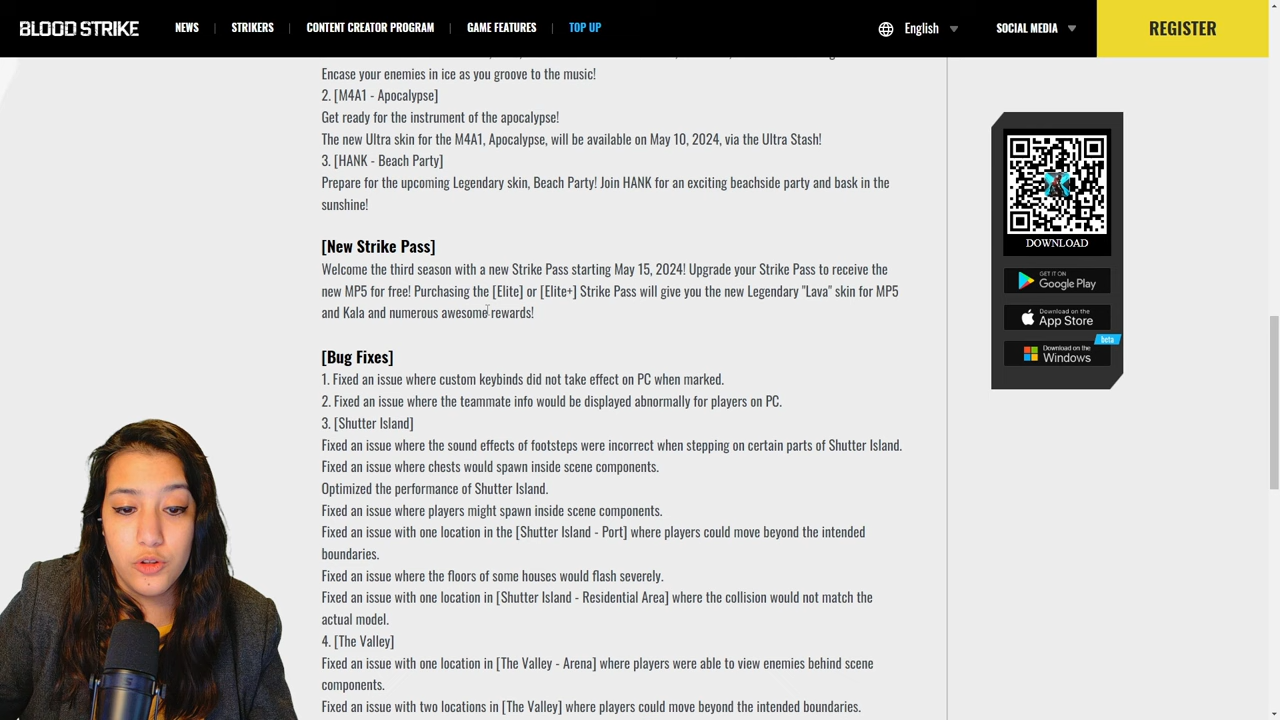 BLOOD STRIKE
NEWS
STRIKERS
CONTENT CREATOR PROGRAM
GAME FEATURES
TOP UP
English
SOCIAL MEDIA
REGISTER
Encase your enemies in ice as you groove to the music!
2. [M4A1 - Apocalypse]
Get ready for the instrument of the apocalypse!
The new Ultra skin for the M4A1, Apocalypse, will be available on May 10, 2024, via the Ultra Stash!
3. [HANK - Beach Party]
Prepare for the upcoming Legendary skin, Beach Party! Join HANK for an exciting beachside party and bask in the
sunshine!
[New Strike Pass]
Welcome the third season with a new Strike Pass starting May 15, 2024! Upgrade your Strike Pass to receive the
new MP5 for free! Purchasing the [Elite] or [Elite+] Strike Pass will give you the new Legendary "Lava" skin for MP5
and Kala and numerous awesome rewards!
[Bug Fixes]
1. Fixed an issue where custom keybinds did not take effect on PC when marked.
2. Fixed an issue where the teammate info would be displayed abnormally for players on PC.
3. [Shutter Island]
Fixed an issue where the sound effects of footsteps were incorrect when stepping on certain parts of Shutter Island.
Fixed an issue where chests would spawn inside scene components.
Optimized the performance of Shutter Island.
Fixed an issue where players might spawn inside scene components.
Fixed an issue with one location in the [Shutter Island - Port] where players could move beyond the intended
boundaries.
Fixed an issue where the floors of some houses would flash severely.
Fixed an issue with one location in [Shutter Island - Residential Area] where the collision would not match the
actual model.
4. [The Valley]
Fixed an issue with one location in [The Valley - Arena] where players were able to view enemies behind scene
components.
Fixed an issue with two locations in [The Valley] where players could move beyond the intended boundaries.
DOWNLOAD
GET IT ON
Google Play
Download on the
App Store
beta
Download on the
Windows